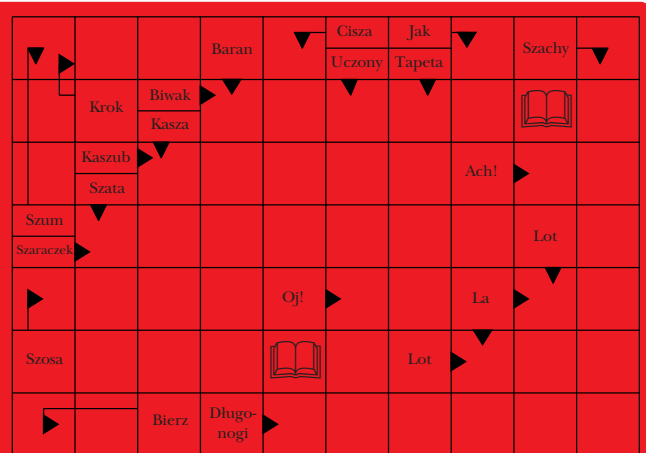 Cisza
Jak
Baran
Szachy
Uczony
Tapeta
Biwak
Krok
Kasza
Kaszub
Ach!
Szata
Szum
Lot
Szaraczek
Oj!
La
Szosa
Lot
Bierz
Długo-
nogi